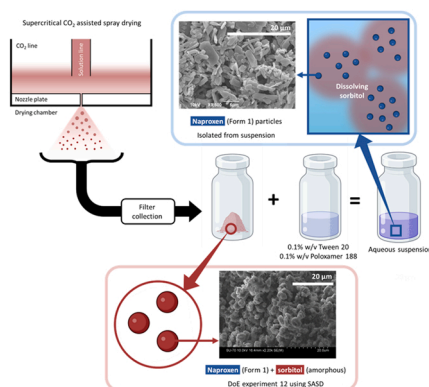 Supercritical CO2 assisted spray drying
CO2 line
Solution line
Nozzle plate
Drying chamber
Filter
collection
20 μm
Dissolving
sorbitol
Naproxen (Form 1) particles
Isolated from suspension
+
=
0.1% w/v Tween 20
0.1% w/v Poloxamer 188
Aqueous suspension
20 μm
Naproxen (Form 1) + sorbitol (amorphous)
DoE experiment 12 using SASD